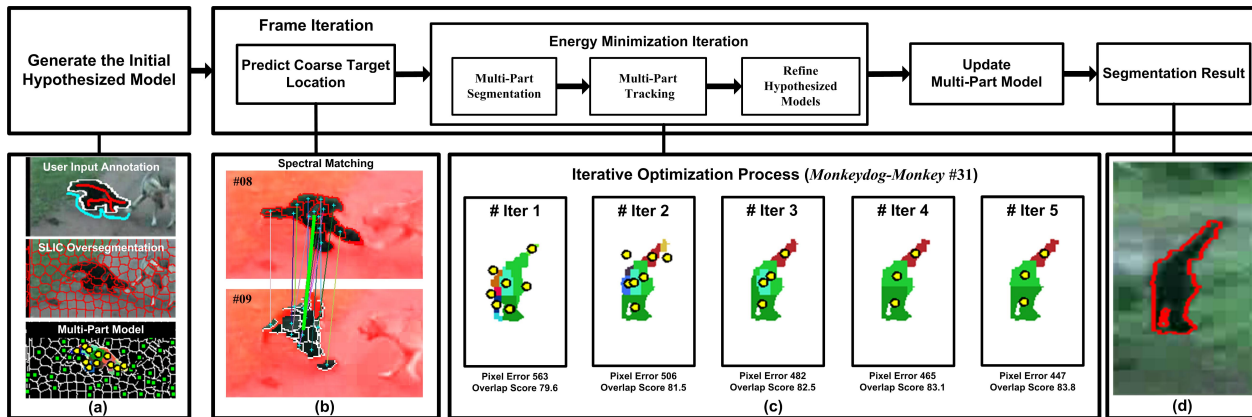 Generate the Initial
Hypothesized Model
Frame Iteration
Predict Coarse Target
Location
Energy Minimization Iteration
Multi-Part
Segmentation
Multi-Part
Tracking
Refine
Hypothesized
Models
Update
Multi-Part Model
Segmentation Result
User Input Annotation
SLIC Oversegmentation
Multi-Part Model
(a)
Spectral Matching
#08
#09
(b)
Iterative Optimization Process (Monkeydog-Monkey #31)
# Iter 1
# Iter 2
# Iter 3
# Iter 4
# Iter 5
Pixel Error 563
Overlap Score 79.6
Pixel Error 506
Overlap Score 81.5
Pixel Error 482
Overlap Score 82.5
Pixel Error 465
Overlap Score 83.1
Pixel Error 447
Overlap Score 83.8
(c)
(d)